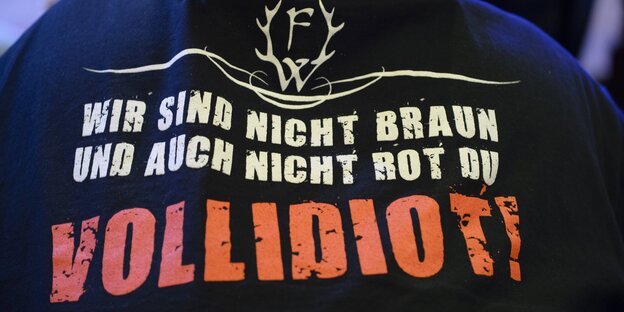 F
W
WIR SIND NICHT BRAUN
UND AUCH NICHT ROT DU
VOLLIDIOT!